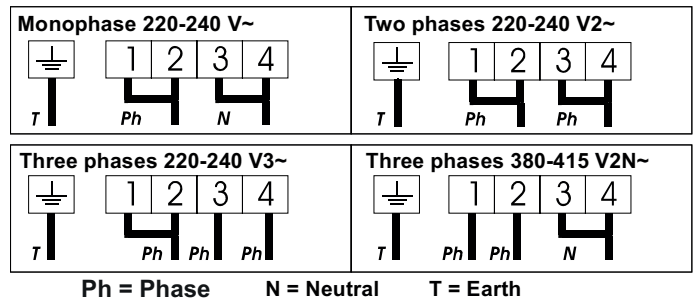 Monophase 220-240 V~
1 2 3 4
T Ph N
Two phases 220-240 V2~
1 2 3 4
T Ph Ph
Three phases 220-240 V3~
1 2 3 4
T Ph Ph Ph
Three phases 380-415 V2N~
1 2 3 4
T Ph Ph N
Ph = Phase N = Neutral T = Earth